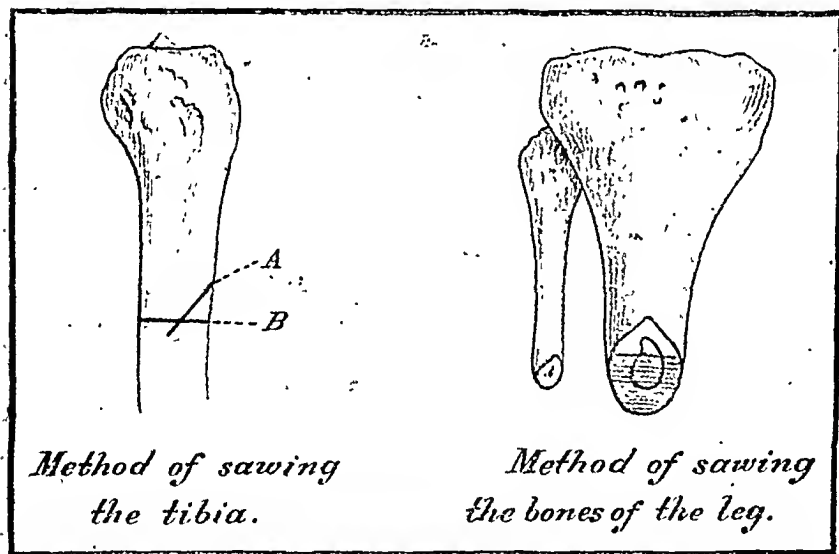 A
B
Method of sawing
the tibia.
Method of sawing
the bones of the leg.